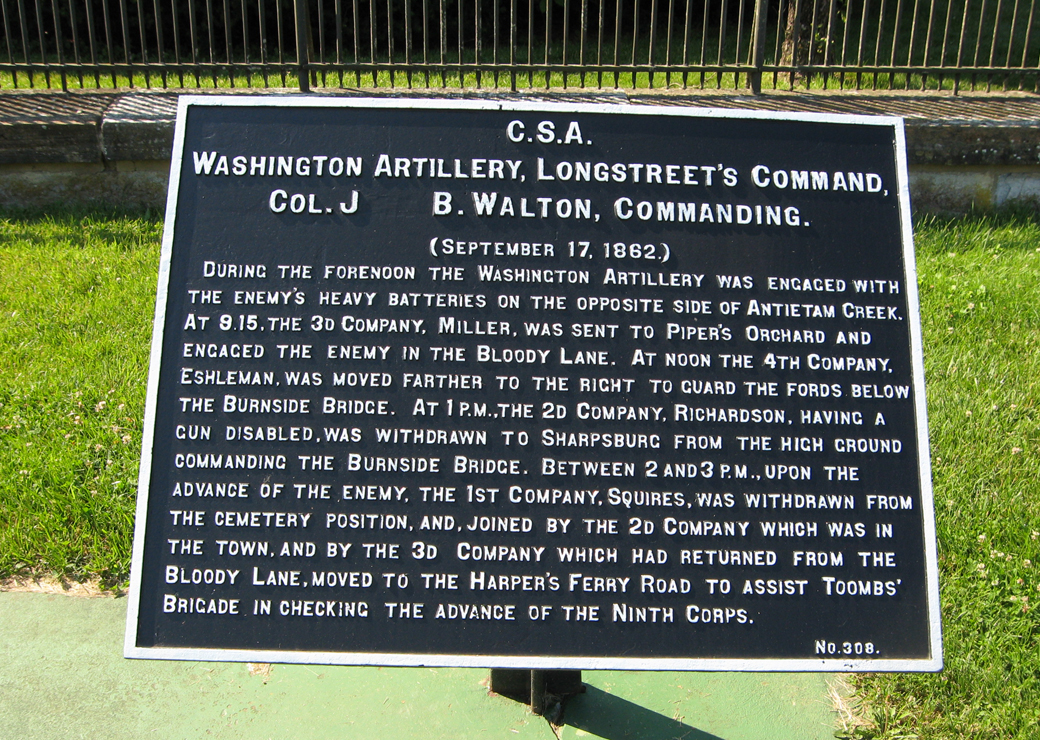 C.S.A.
WASHINGTON ARTILLERY, LONGSTREET'S COMMAND,
COL. J B. WALTON, COMMANDING.
(SEPTEMBER 17, 1862.)
DURING THE FORENOON THE WASHINGTON ARTILLERY WAS ENGAGED WITH
THE ENEMY'S HEAVY BATTERIES ON THE OPPOSITE SIDE OF ANTIETAM CREEK.
AT 9.15. THE 3D COMPANY, MILLER, WAS SENT TO PIPER'S ORCHARD AND
ENGAGED THE ENEMY IN THE BLOODY LANE. AT NOON THE 4TH COMPANY,
ESHLEMAN, WAS MOVED FARTHER TO THE RIGHT TO GUARD THE FORDS BELOW
THE BURNSIDE BRIDGE. AT 1 P.M., THE 2D COMPANY, RICHARDSON, HAVING A
GUN DISABLED, WAS WITHDRAWN TO SHARPSBURG FROM THE HIGH GROUND
COMMANDING THE BURNSIDE BRIDGE. BETWEEN 2 AND 3 P.M., UPON THE
ADVANCE OF THE ENEMY, THE 1ST COMPANY, SQUIRES, WAS WITHDRAWN FROM
THE CEMETERY POSITION, AND, JOINED BY THE 2D COMPANY WHICH WAS IN
THE TOWN, AND BY THE 3D COMPANY WHICH HAD RETURNED FROM THE
BLOODY LANE, MOVED TO THE HARPER'S FERRY ROAD TO ASSIST TOOMBS'
BRIGADE IN CHECKING THE ADVANCE OF THE NINTH CORPS.
NO. 308.